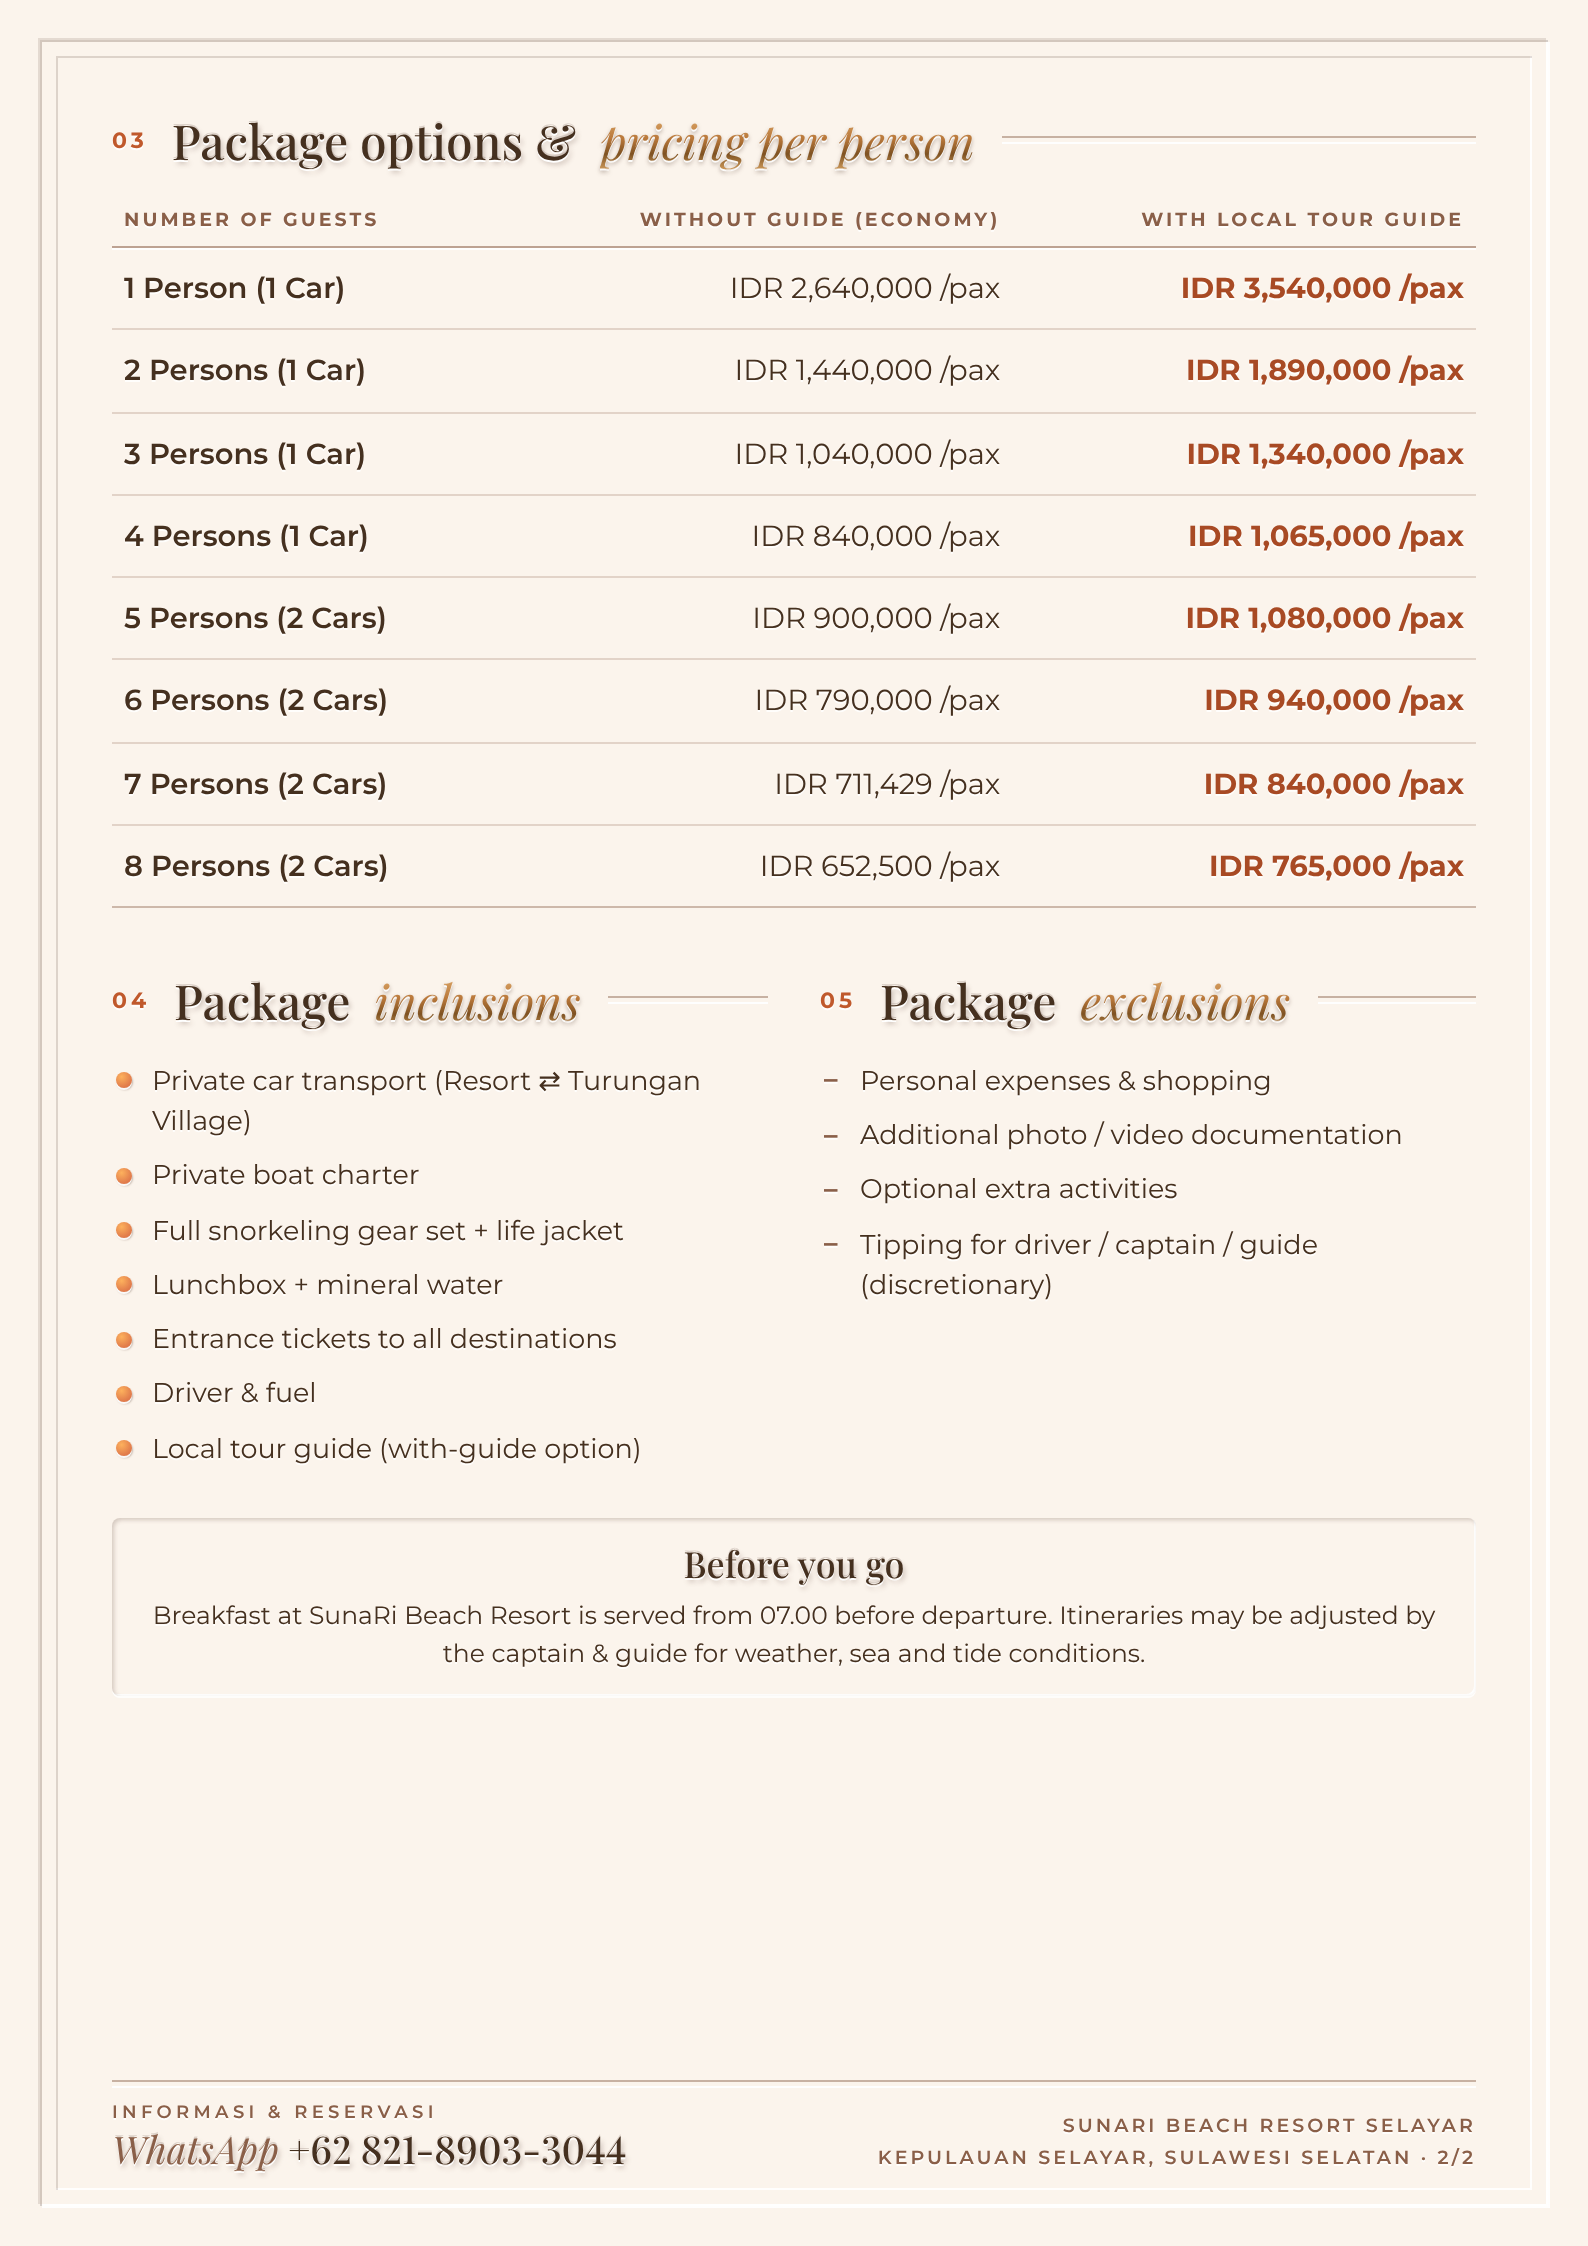 03 Package options & pricing per person
NUMBER OF GUESTS WITHOUT GUIDE (ECONOMY) WITH LOCAL TOUR GUIDE
1 Person (1 Car) IDR 2,640,000 /pax IDR 3,540,000 /pax
2 Persons (1 Car) IDR 1,440,000 /pax IDR 1,890,000 /pax
3 Persons (1 Car) IDR 1,040,000 /pax IDR 1,340,000 /pax
4 Persons (1 Car) IDR 840,000 /pax IDR 1,065,000 /pax
5 Persons (2 Cars) IDR 900,000 /pax IDR 1,080,000 /pax
6 Persons (2 Cars) IDR 790,000 /pax IDR 940,000 /pax
7 Persons (2 Cars) IDR 711,429 /pax IDR 840,000 /pax
8 Persons (2 Cars) IDR 652,500 /pax IDR 765,000 /pax
04 Package inclusions
Private car transport (Resort ⇄ Turungan
Village)
Private boat charter
Full snorkeling gear set + life jacket
Lunchbox + mineral water
Entrance tickets to all destinations
Driver & fuel
Local tour guide (with-guide option)
05 Package exclusions
– Personal expenses & shopping
– Additional photo / video documentation
– Optional extra activities
– Tipping for driver / captain / guide
(discretionary)
Before you go
Breakfast at SunaRi Beach Resort is served from 07.00 before departure. Itineraries may be adjusted by
the captain & guide for weather, sea and tide conditions.
INFORMASI & RESERVASI
WhatsApp +62 821-8903-3044
SUNARI BEACH RESORT SELAYAR
KEPULAUAN SELAYAR, SULAWESI SELATAN · 2/2